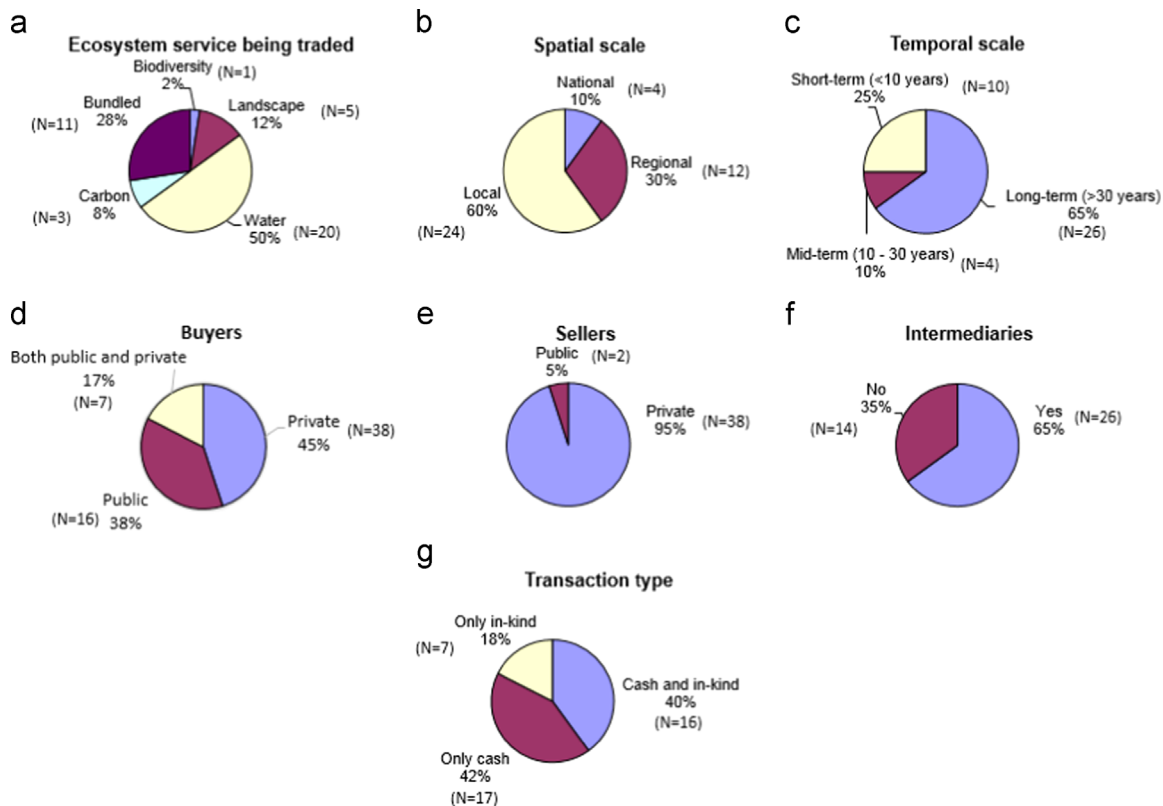 a
Ecosystem service being traded
Biodiversity (N=1)
2%
Landscape (N=5)
12%
Bundled
28%
(N=11)
Carbon
8%
(N=3)
Water
50% (N=20)
b
Spatial scale
National (N=4)
10%
Regional (N=12)
30%
Local
60%
(N=24)
c
Temporal scale
Short-term (<10 years) (N=10)
25%
Long-term (>30 years)
65%
(N=26)
Mid-term (10 - 30 years)
10% (N=4)
d
Buyers
Both public and private
17%
(N=7)
Private (N=38)
45%
Public
(N=16) 38%
e
Sellers
Public (N=2)
5%
Private
95% (N=38)
f
Intermediaries
No
35%
(N=14)
Yes (N=26)
65%
g
Transaction type
Only in-kind
18%
(N=7)
Cash and in-kind
40%
(N=16)
Only cash
42%
(N=17)